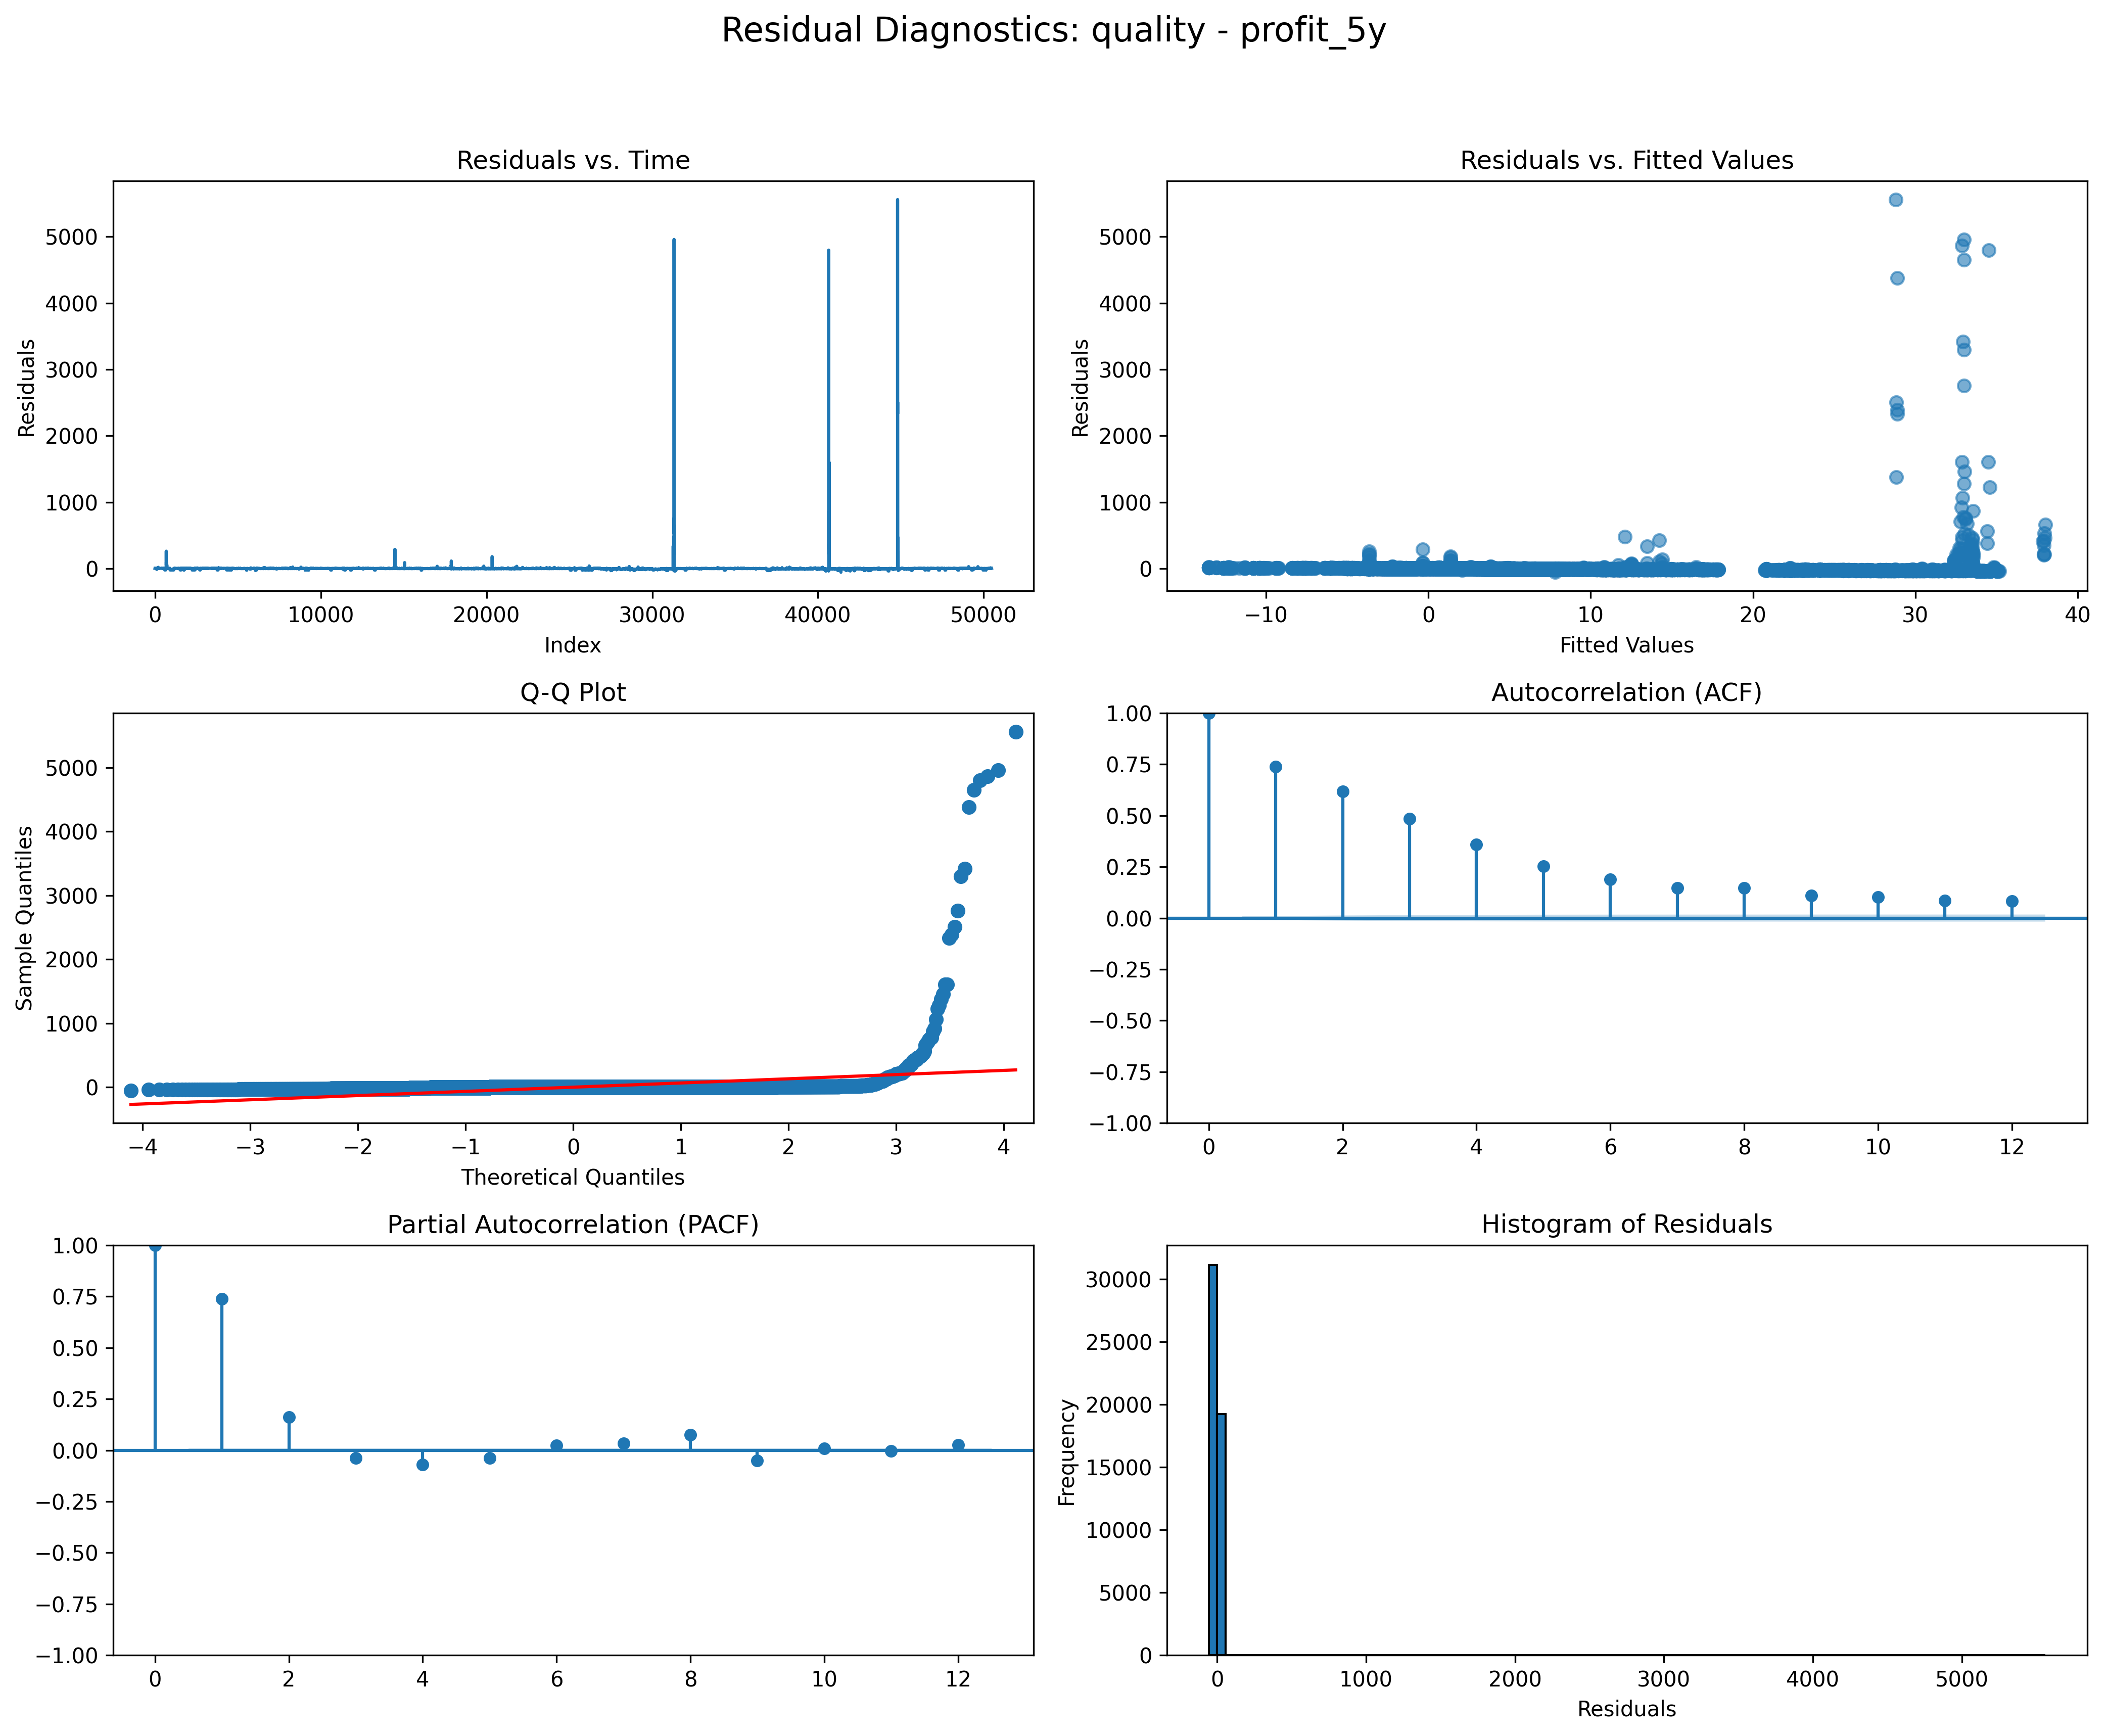 Residual Diagnostics: quality - profit_5y
Residuals vs. Time
Residuals
5000
4000
3000
2000
1000
0
0 10000 20000 30000 40000 50000
Index
Residuals vs. Fitted Values
Residuals
5000
4000
3000
2000
1000
0
−10 0 10 20 30 40
Fitted Values
Q-Q Plot
Sample Quantiles
5000
4000
3000
2000
1000
0
−4 −3 −2 −1 0 1 2 3 4
Theoretical Quantiles
Autocorrelation (ACF)
1.00
0.75
0.50
0.25
0.00
−0.25
−0.50
−0.75
−1.00
0 2 4 6 8 10 12
Partial Autocorrelation (PACF)
1.00
0.75
0.50
0.25
0.00
−0.25
−0.50
−0.75
−1.00
0 2 4 6 8 10 12
Histogram of Residuals
Frequency
30000
25000
20000
15000
10000
5000
0
0 1000 2000 3000 4000 5000
Residuals